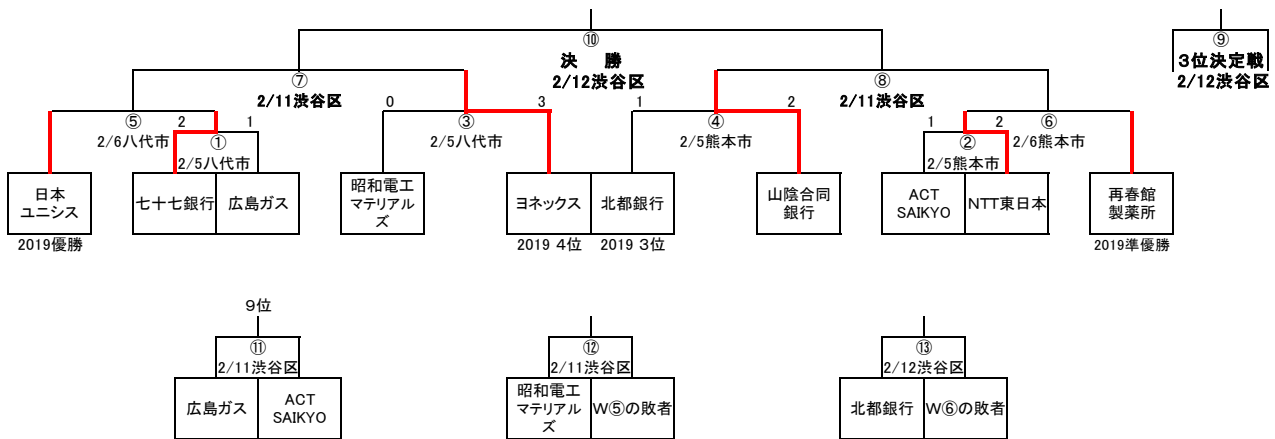 ⑩
決　勝
2/12渋谷区
⑨
3位決定戦
2/12渋谷区
⑦
2/11渋谷区
⑧
2/11渋谷区
0
3
1
2
⑤
2/6八代市
2
1
①
2/5八代市
③
2/5八代市
④
2/5熊本市
1
2
②
2/5熊本市
⑥
2/6熊本市
日本
ユニシス
七十七銀行
広島ガス
昭和電工
マテリアル
ズ
ヨネックス
北都銀行
山陰合同
銀行
ACT
SAIKYO
NTT東日本
再春館
製薬所
2019優勝
2019 4位
2019 3位
2019準優勝
9位
⑪
2/11渋谷区
広島ガス
ACT
SAIKYO
⑫
2/11渋谷区
昭和電工
マテリアル
ズ
W⑤の敗者
⑬
2/12渋谷区
北都銀行
W⑥の敗者